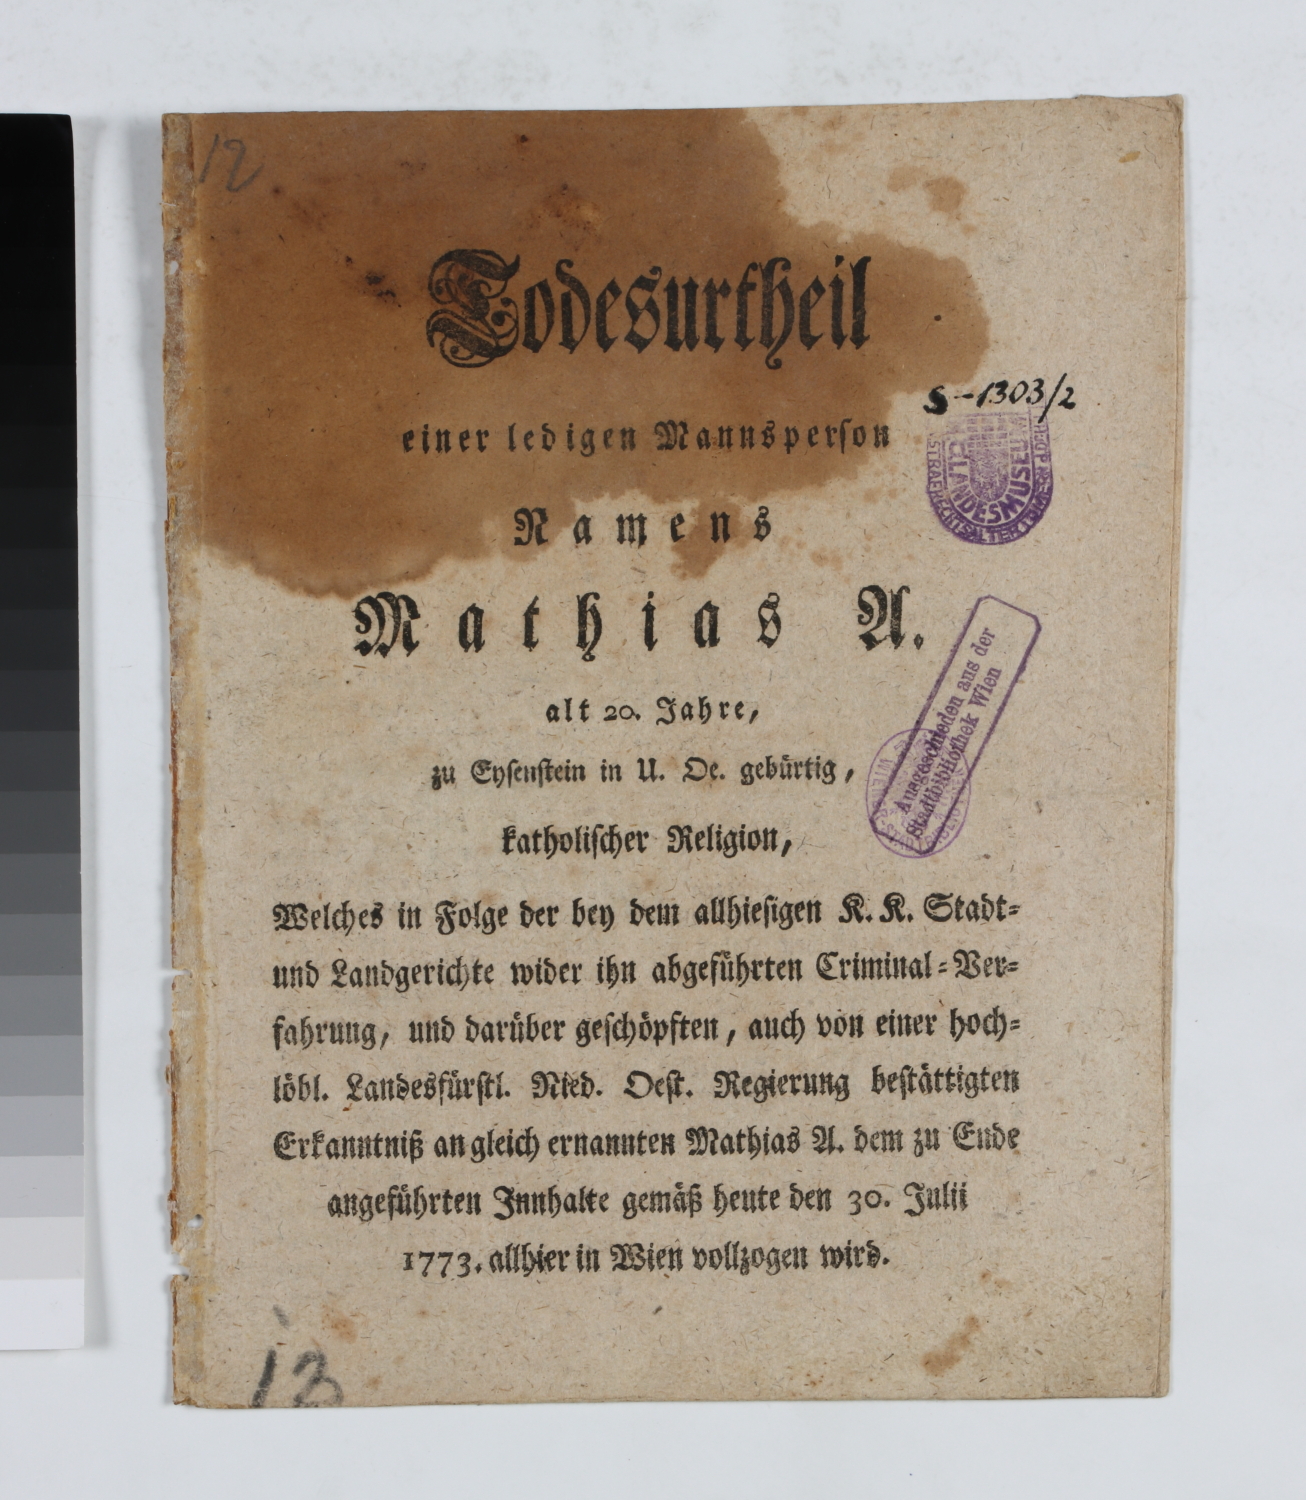 12
Todesurtheil
S-1303/2
einer ledigen Mannsperson
Namens
Mathias A.
alt 20. Jahre,
zu Eysenstein in U. Oe. gebürtig,
katholischer Religion,
Welches in Folge der bey dem allhiesigen K. K. Stadt=
und Landgerichte wider ihn abgeführten Criminal=Ver=
fahrung, und darüber geschöpften, auch von einer hoch=
löbl. Landesfürstl. Nied. Oest. Regierung bestättigten
Erkanntniß an gleich ernannten Mathias A. dem zu Ende
angeführten Innhalte gemäß heute den 30. Julii
1773. allhier in Wien vollzogen wird.
13
LANDESMUSEUM
Ausgeschieden aus der
Stadtbibliothek Wien